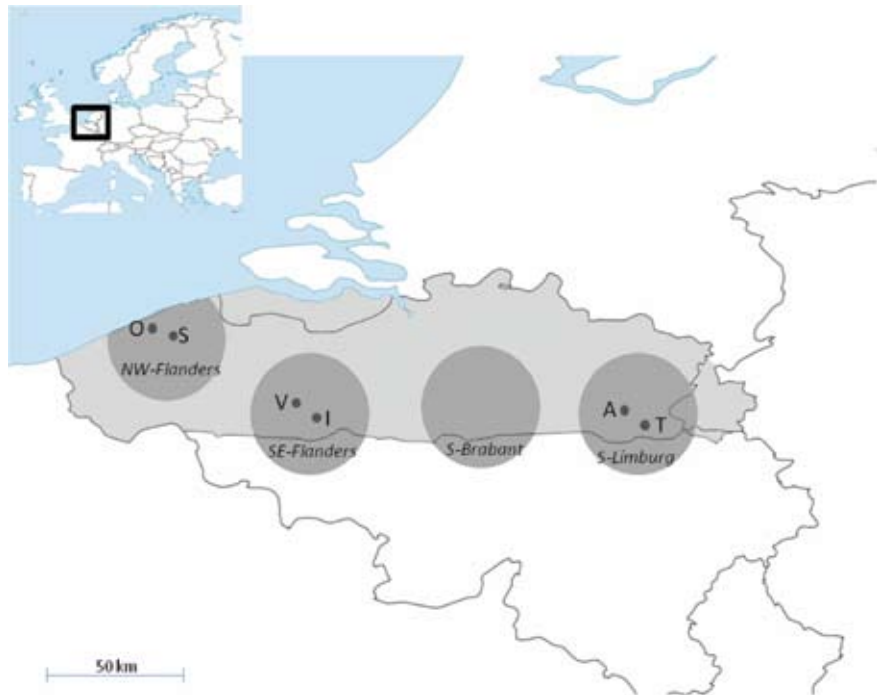 O S
NW-Flanders
V
I
SE-Flanders
S-Brabant
A
T
S-Limburg
50 km